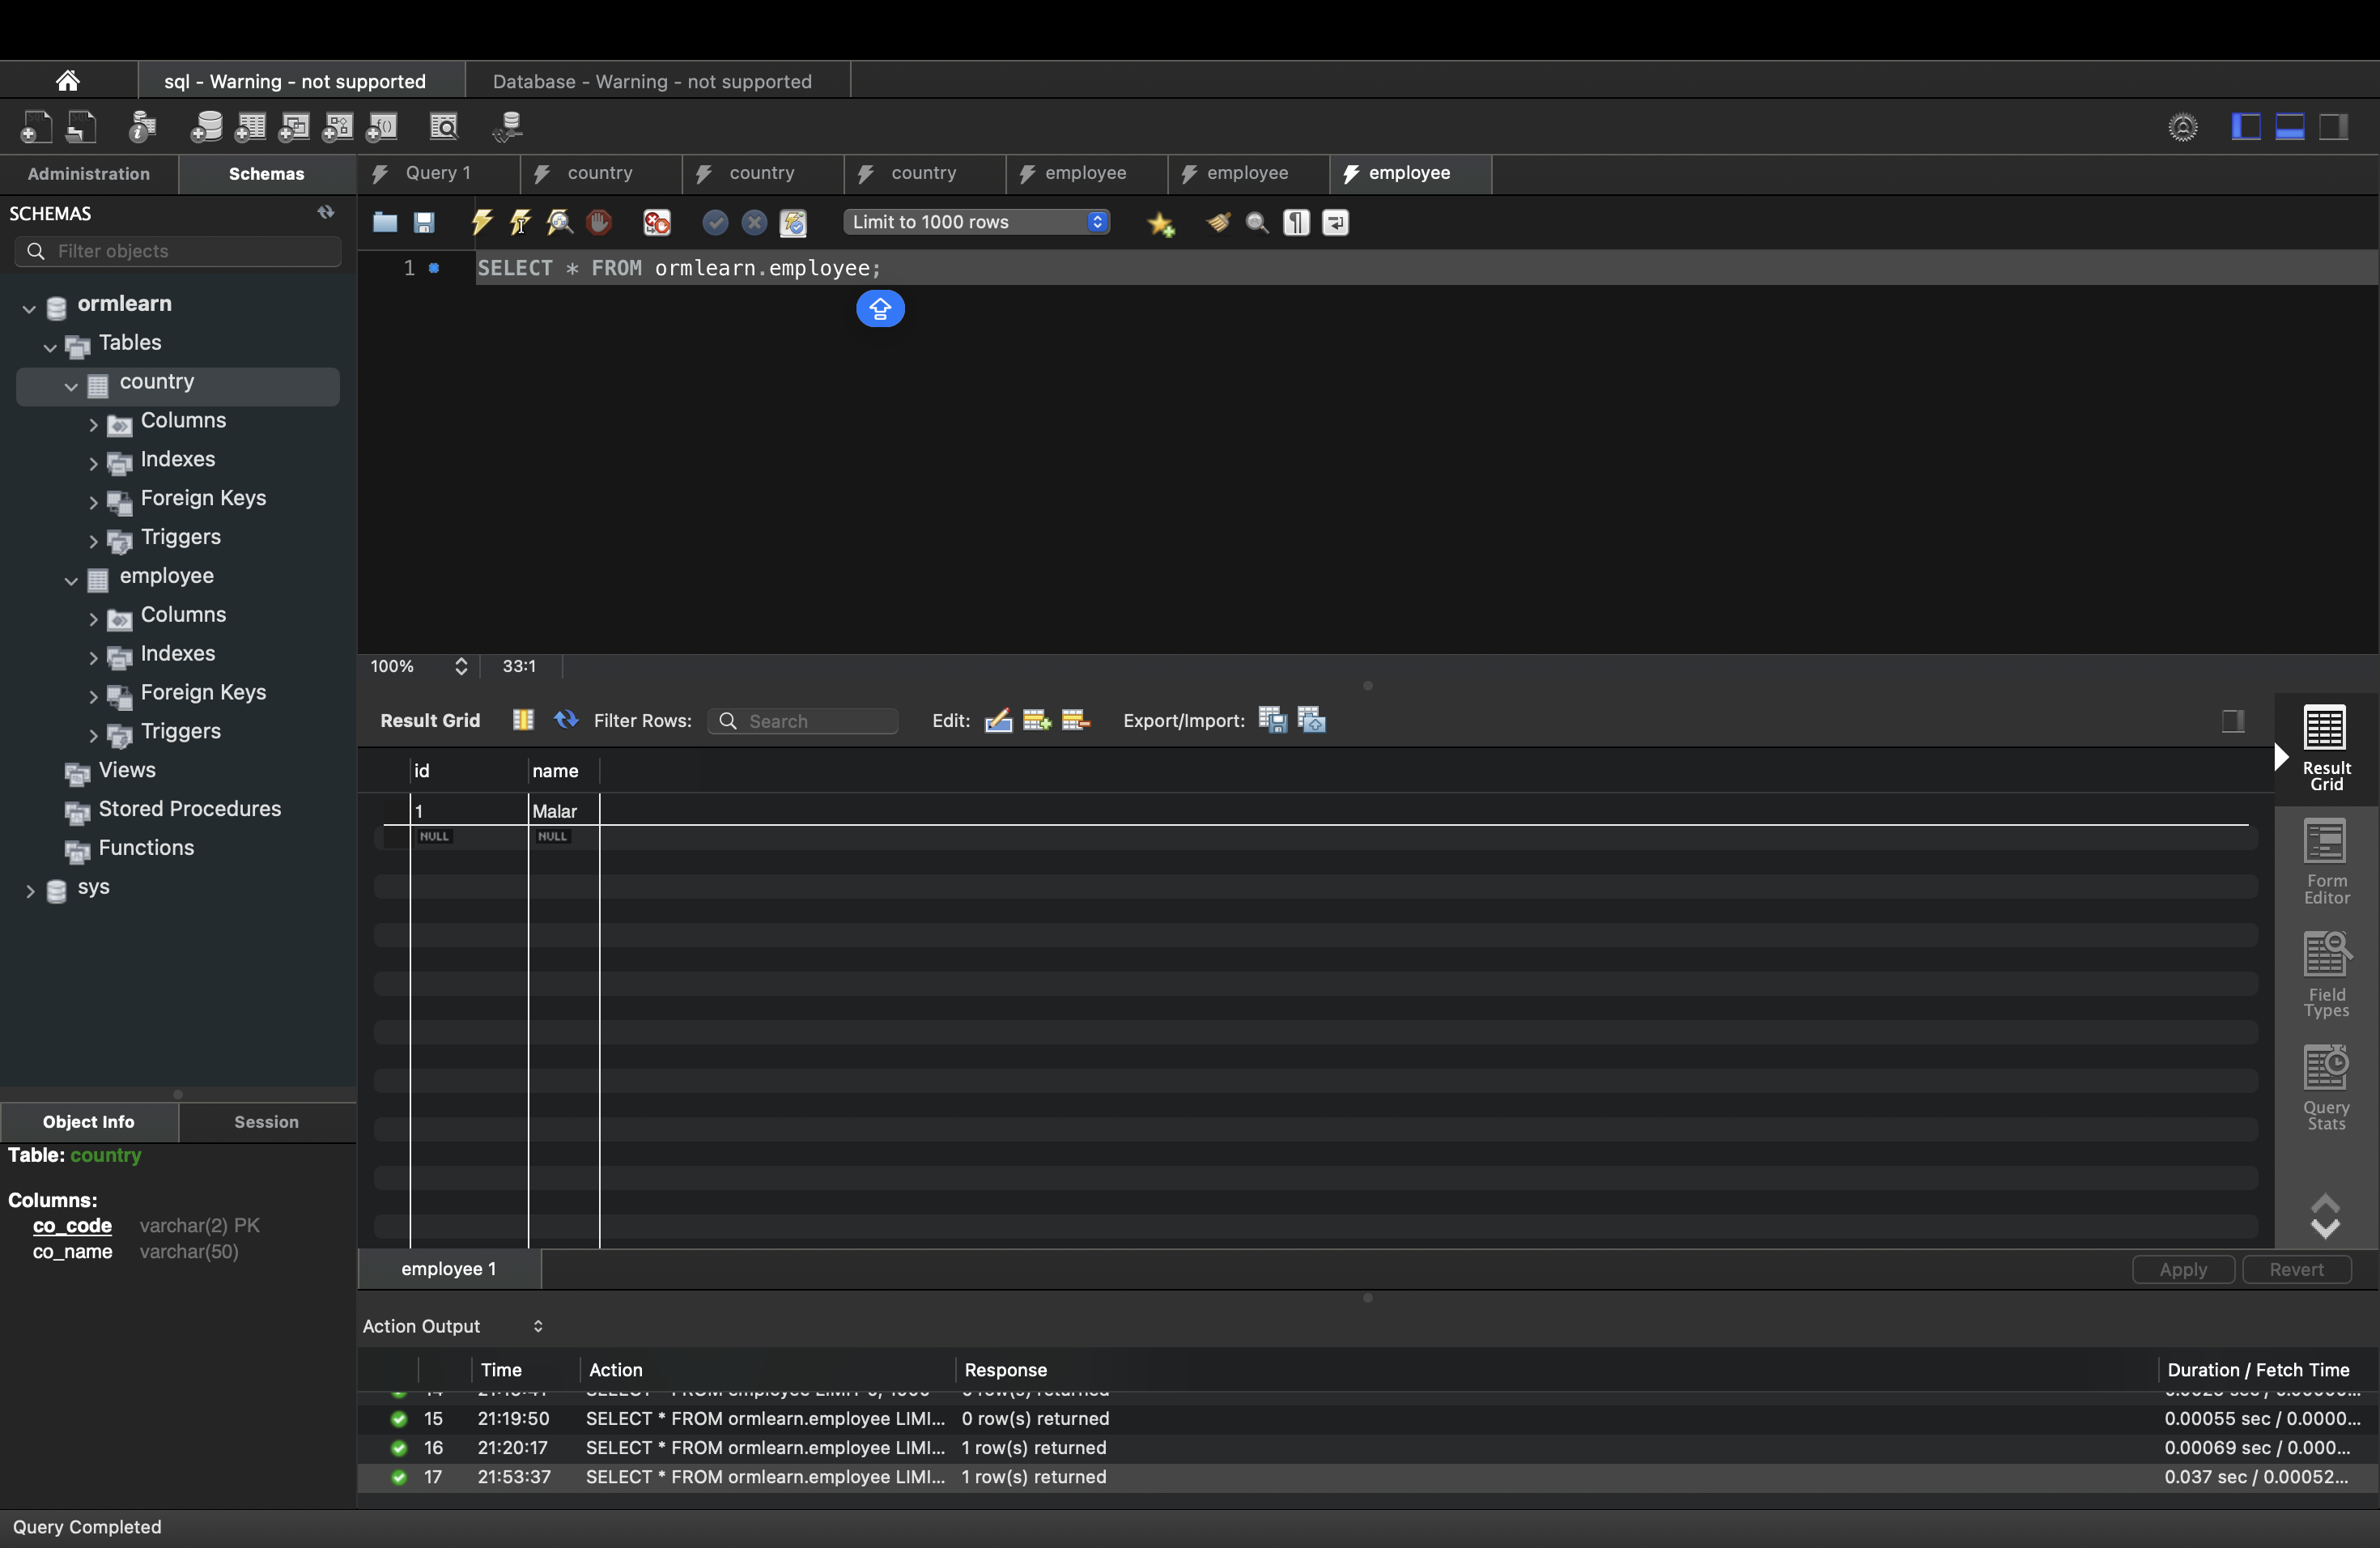 sql - Warning - not supported
Database - Warning - not supported
Administration
Schemas
Query 1
country
country
country
employee
employee
employee
SCHEMAS
Filter objects
Limit to 1000 rows
1
SELECT * FROM ormlearn.employee;
ormlearn
Tables
country
Columns
Indexes
Foreign Keys
Triggers
employee
Columns
Indexes
Foreign Keys
Triggers
Views
Stored Procedures
Functions
sys
100%
33:1
Result Grid
Filter Rows:
Search
Edit:
Export/Import:
id name
1 Malar
NULL NULL
Result
Grid
Form
Editor
Field
Types
Query
Stats
Object Info
Session
Table: country
Columns:
co_code varchar(2) PK
co_name varchar(50)
employee 1
Apply
Revert
Action Output
Time Action Response Duration / Fetch Time
15 21:19:50 SELECT * FROM ormlearn.employee LIMI... 0 row(s) returned 0.00055 sec / 0.0000...
16 21:20:17 SELECT * FROM ormlearn.employee LIMI... 1 row(s) returned 0.00069 sec / 0.000...
17 21:53:37 SELECT * FROM ormlearn.employee LIMI... 1 row(s) returned 0.037 sec / 0.00052...
Query Completed